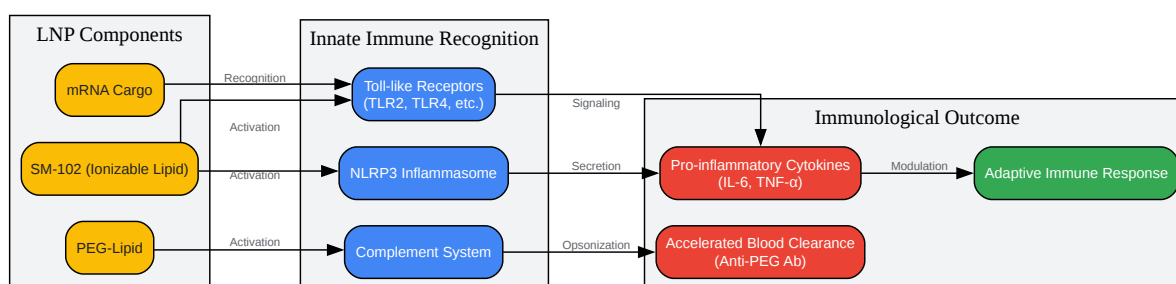 LNP Components
mRNA Cargo
SM-102 (Ionizable Lipid)
PEG-Lipid
Recognition
Activation
Activation
Activation
Innate Immune Recognition
Toll-like Receptors
(TLR2, TLR4, etc.)
NLRP3 Inflammasome
Complement System
Signaling
Secretion
Opsonization
Immunological Outcome
Pro-inflammatory Cytokines
(IL-6, TNF-α)
Modulation
Adaptive Immune Response
Accelerated Blood Clearance
(Anti-PEG Ab)